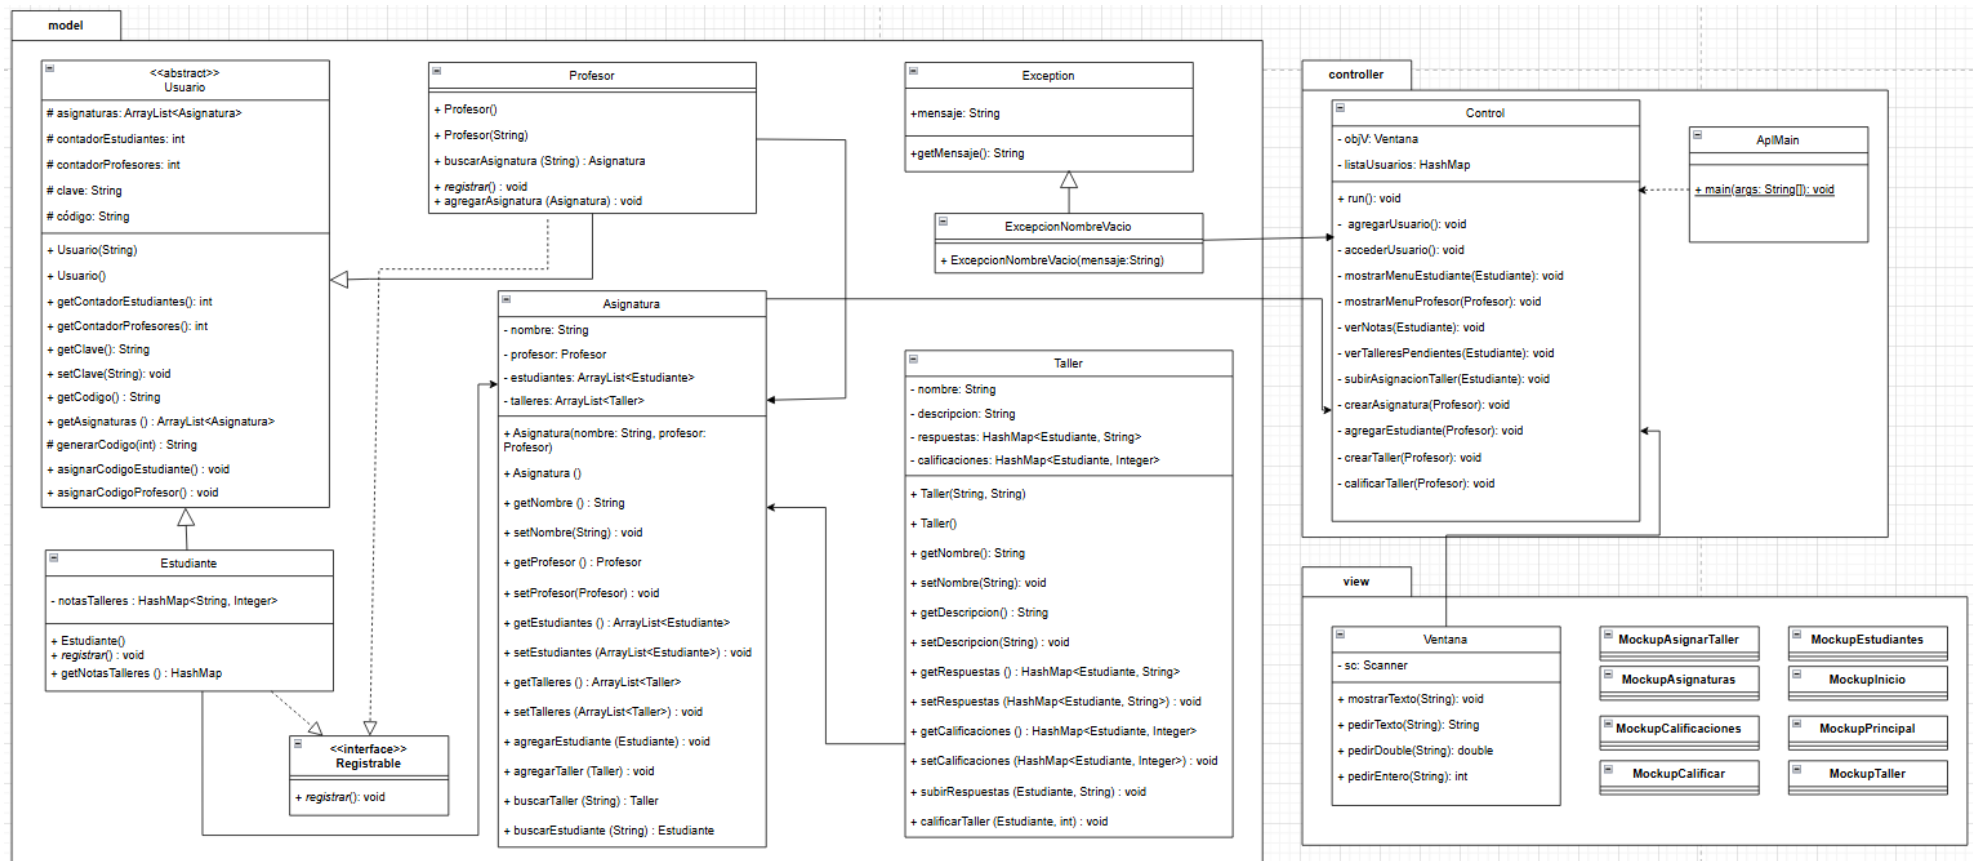 model
<<abstract>>
Usuario
# asignaturas: ArrayList<Asignatura>
# contadorEstudiantes: int
# contadorProfesores: int
# clave: String
# código: String
+ Usuario(String)
+ Usuario()
+ getContadorEstudiantes(): int
+ getContadorProfesores(): int
+ getClave(): String
+ setClave(String): void
+ getCodigo() : String
+ getAsignaturas () : ArrayList<Asignatura>
# generarCodigo(int) : String
+ asignarCodigoEstudiante() : void
+ asignarCodigoProfesor() : void
Estudiante
- notasTalleres : HashMap<String, Integer>
+ Estudiante()
+ registrar() : void
+ getNotasTalleres () : HashMap
<<interface>>
Registrable
+ registrar(): void
Profesor
+ Profesor()
+ Profesor(String)
+ buscarAsignatura (String) : Asignatura
+ registrar() : void
+ agregarAsignatura (Asignatura) : void
Asignatura
- nombre: String
- profesor: Profesor
- estudiantes: ArrayList<Estudiante>
- talleres: ArrayList<Taller>
+ Asignatura(nombre: String, profesor:
Profesor)
+ Asignatura ()
+ getNombre () : String
+ setNombre(String) : void
+ getProfesor () : Profesor
+ setProfesor(Profesor) : void
+ getEstudiantes () : ArrayList<Estudiante>
+ setEstudiantes (ArrayList<Estudiante>) : void
+ getTalleres () : ArrayList<Taller>
+ setTalleres (ArrayList<Taller>) : void
+ agregarEstudiante (Estudiante) : void
+ agregarTaller (Taller) : void
+ buscarTaller (String) : Taller
+ buscarEstudiante (String) : Estudiante
Exception
+mensaje: String
+getMensaje(): String
ExcepcionNombreVacio
+ ExcepcionNombreVacio(mensaje:String)
Taller
- nombre: String
- descripcion: String
- respuestas: HashMap<Estudiante, String>
- calificaciones: HashMap<Estudiante, Integer>
+ Taller(String, String)
+ Taller()
+ getNombre(): String
+ setNombre(String): void
+ getDescripcion() : String
+ setDescripcion(String) : void
+ getRespuestas () : HashMap<Estudiante, String>
+ setRespuestas (HashMap<Estudiante, String>) : void
+ getCalificaciones () : HashMap<Estudiante, Integer>
+ setCalificaciones (HashMap<Estudiante, Integer>) : void
+ subirRespuestas (Estudiante, String) : void
+ calificarTaller (Estudiante, int) : void
controller
Control
- objV: Ventana
- listaUsuarios: HashMap
+ run(): void
- agregarUsuario(): void
- accederUsuario(): void
- mostrarMenuEstudiante(Estudiante): void
- mostrarMenuProfesor(Profesor): void
- verNotas(Estudiante): void
- verTalleresPendientes(Estudiante): void
- subirAsignacionTaller(Estudiante): void
- crearAsignatura(Profesor): void
- agregarEstudiante(Profesor): void
- crearTaller(Profesor): void
- calificarTaller(Profesor): void
AplMain
+ main(args: String[]): void
view
Ventana
- sc: Scanner
+ mostrarTexto(String): void
+ pedirTexto(String): String
+ pedirDouble(String): double
+ pedirEntero(String): int
MockupAsignarTaller
MockupEstudiantes
MockupAsignaturas
MockupInicio
MockupCalificaciones
MockupPrincipal
MockupCalificar
MockupTaller